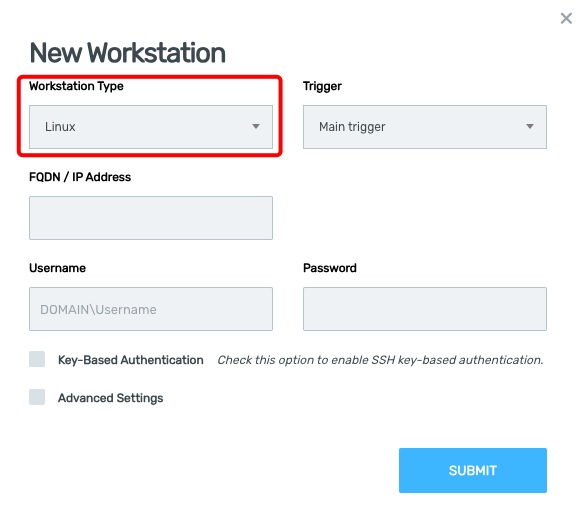 New Workstation
Workstation Type
Trigger
Linux
Main trigger
FQDN / IP Address
Username
Password
DOMAIN\Username
Key-Based Authentication Check this option to enable SSH key-based authentication.
Advanced Settings
SUBMIT